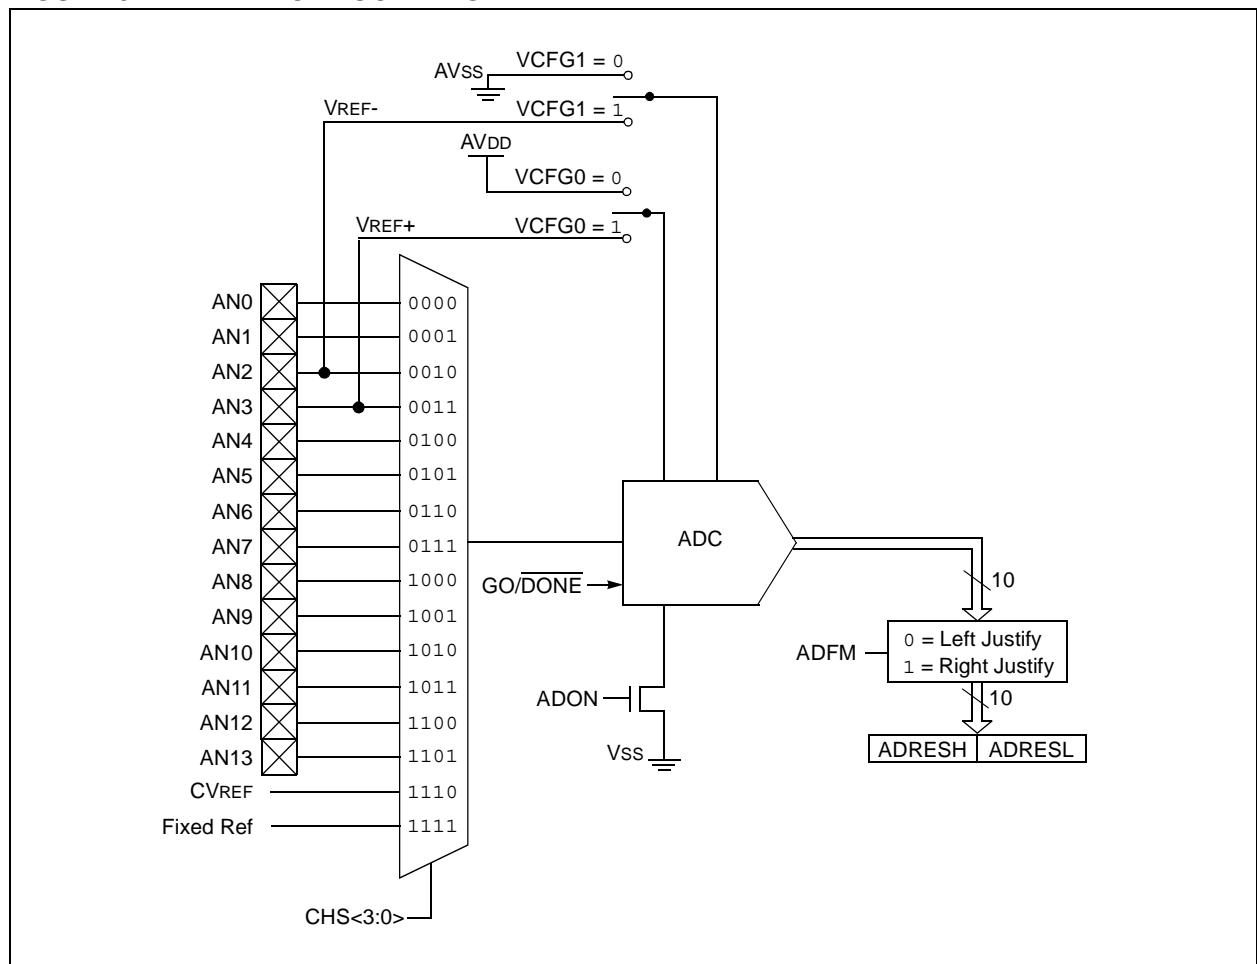 AVSS
VCFG1 = 0
VREF-
VCFG1 = 1
AVDD
VCFG0 = 0
VREF+
VCFG0 = 1
AN0 0000
AN1 0001
AN2 0010
AN3 0011
AN4 0100
AN5 0101
AN6 0110
AN7 0111
AN8 1000
AN9 1001
AN10 1010
AN11 1011
AN12 1100
AN13 1101
CVREF 1110
Fixed Ref 1111
CHS<3:0>
ADC
GO/DONE
ADON
VSS
10
ADFM
0 = Left Justify
1 = Right Justify
10
ADRESH ADRESL